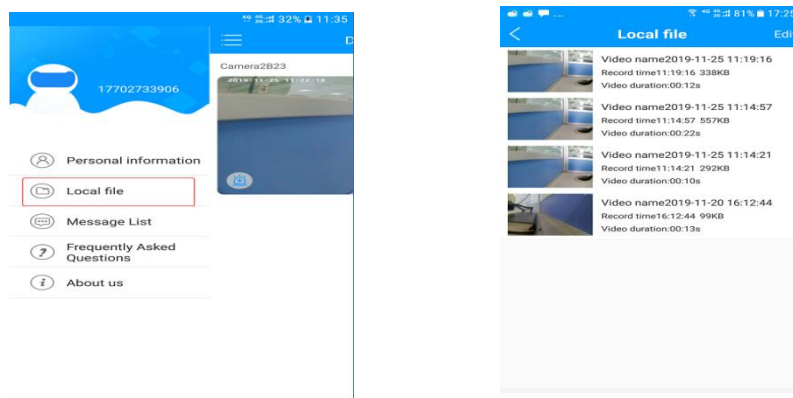 32% 11:35
D
Camera2B23
2019-11-25 11:32:18
17702733906
Personal information
Local file
Message List
Frequently Asked
Questions
About us
... 81% 17:25
Local file Edi
Video name2019-11-25 11:19:16
Record time11:19:16 338KB
Video duration:00:12s
Video name2019-11-25 11:14:57
Record time11:14:57 557KB
Video duration:00:22s
Video name2019-11-25 11:14:21
Record time11:14:21 292KB
Video duration:00:10s
Video name2019-11-20 16:12:44
Record time16:12:44 99KB
Video duration:00:13s